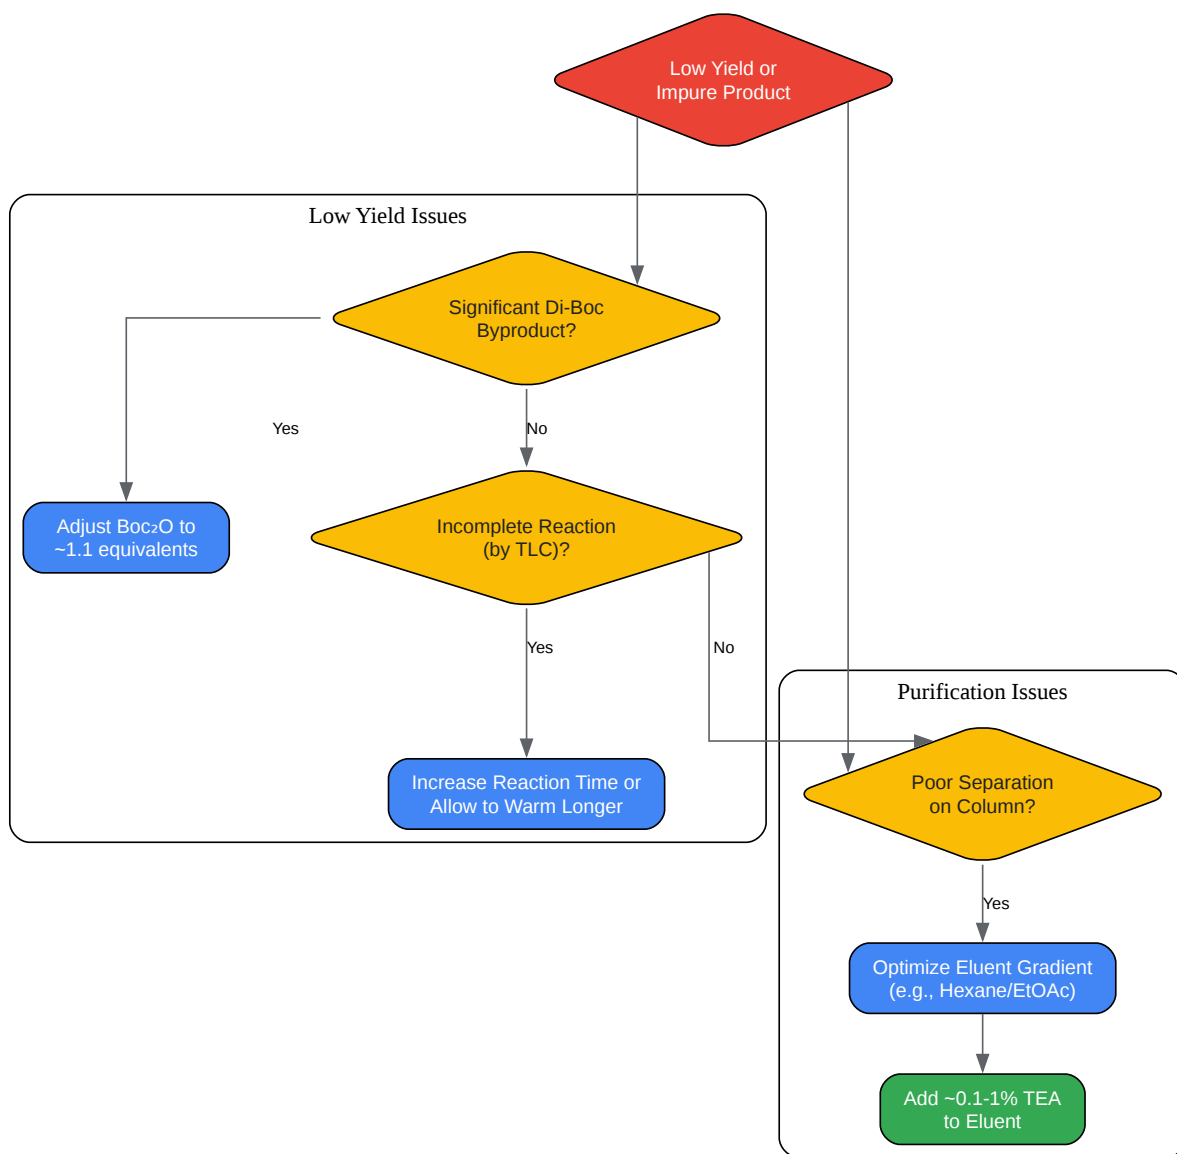 Low Yield or
Impure Product
Low Yield Issues
Significant Di-Boc
Byproduct?
Yes
No
Adjust Boc₂O to
~1.1 equivalents
Incomplete Reaction
(by TLC)?
Yes
No
Increase Reaction Time or
Allow to Warm Longer
Purification Issues
Poor Separation
on Column?
Yes
Optimize Eluent Gradient
(e.g., Hexane/EtOAc)
Add ~0.1-1% TEA
to Eluent